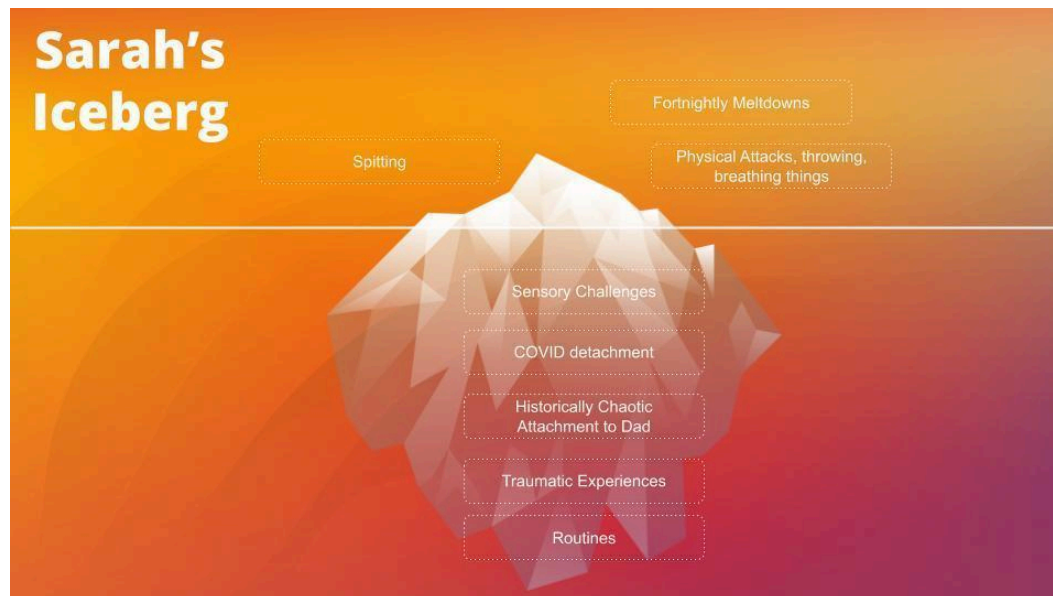 Sarah's
Iceberg
Fortnightly Meltdowns
Spitting
Physical Attacks, throwing,
breathing things
Sensory Challenges
COVID detachment
Historically Chaotic
Attachment to Dad
Traumatic Experiences
Routines